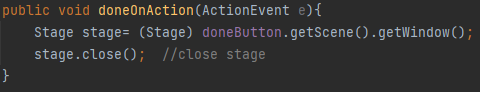 public void doneOnAction(ActionEvent e){
    Stage stage= (Stage) doneButton.getScene().getWindow();
    stage.close();  //close stage
}